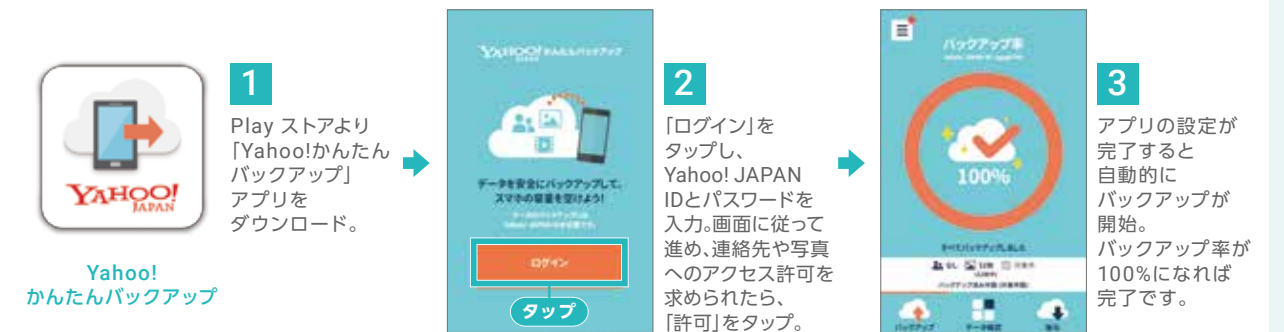 YAHOO!
JAPAN
Yahoo!
かんたんバックアップ
1
Play ストアより
「Yahoo!かんたん
バックアップ」
アプリを
ダウンロード。
YAHOO! かんたんバックアップ
JAPAN
データを安全にバックアップして、
スマホの容量を空けよう!
ログイン
タップ
2
「ログイン」を
タップし、
Yahoo! JAPAN
IDとパスワードを
入力。画面に従って
進め、連絡先や写真
へのアクセス許可を
求められたら、
「許可」をタップ。
バックアップ率
100%
すべてバックアップしました
バックアップ
データ確認
復元
3
アプリの設定が
完了すると
自動的に
バックアップが
開始。
バックアップ率が
100%になれば
完了です。